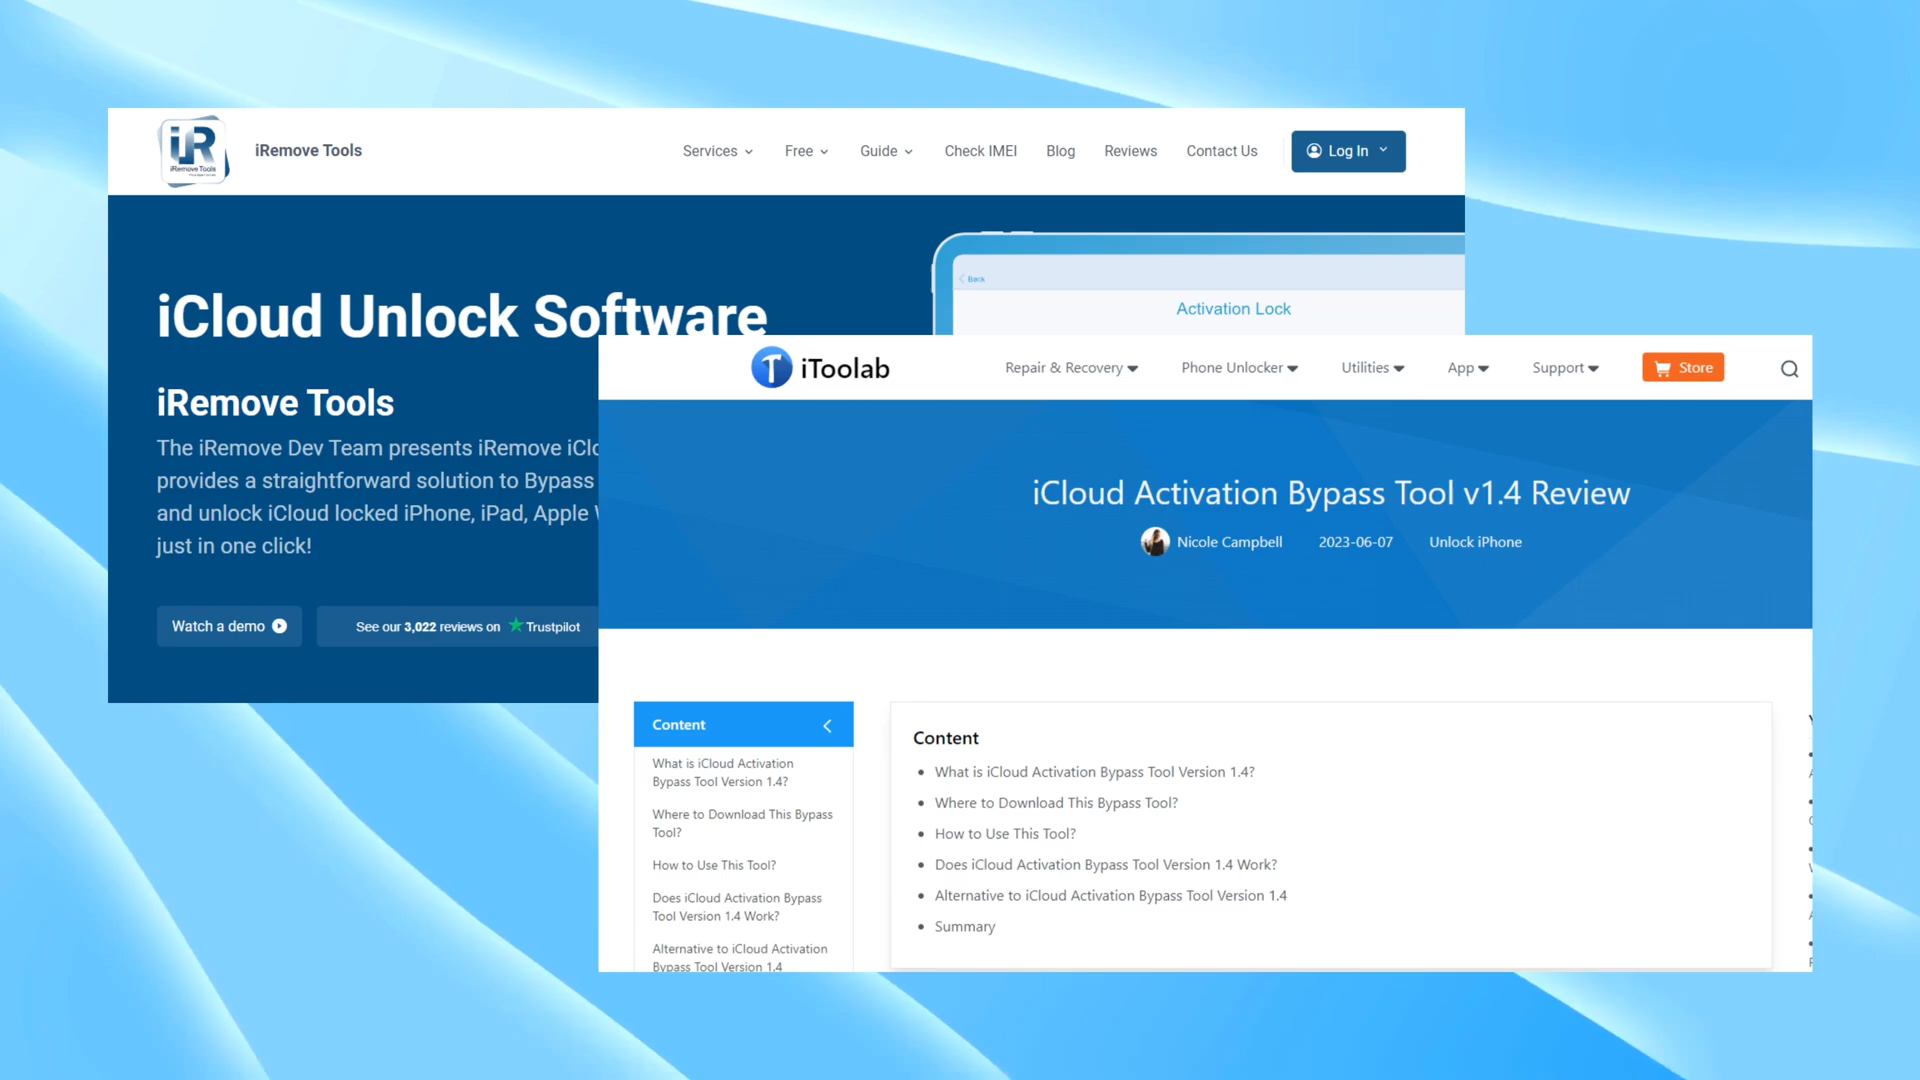 iR
iRemove Tools
iRemove Tools
Services
Free
Guide
Check IMEI
Blog
Reviews
Contact Us
Log In
Back
Activation Lock
iCloud Unlock Software
iRemove Tools
The iRemove Dev Team presents iRemove
provides a straightforward solution to Bypass
and unlock iCloud locked iPhone, iPad, Apple
just in one click!
Watch a demo
See our 3,022 reviews on Trustpilot
iToolab
Repair & Recovery
Phone Unlocker
Utilities
App
Support
Store
iCloud Activation Bypass Tool v1.4 Review
Nicole Campbell
2023-06-07
Unlock iPhone
Content
What is iCloud Activation
Bypass Tool Version 1.4?
Where to Download This Bypass
Tool?
How to Use This Tool?
Does iCloud Activation Bypass
Tool Version 1.4 Work?
Alternative to iCloud Activation
Bypass Tool Version 1.4
Content
What is iCloud Activation Bypass Tool Version 1.4?
Where to Download This Bypass Tool?
How to Use This Tool?
Does iCloud Activation Bypass Tool Version 1.4 Work?
Alternative to iCloud Activation Bypass Tool Version 1.4
Summary